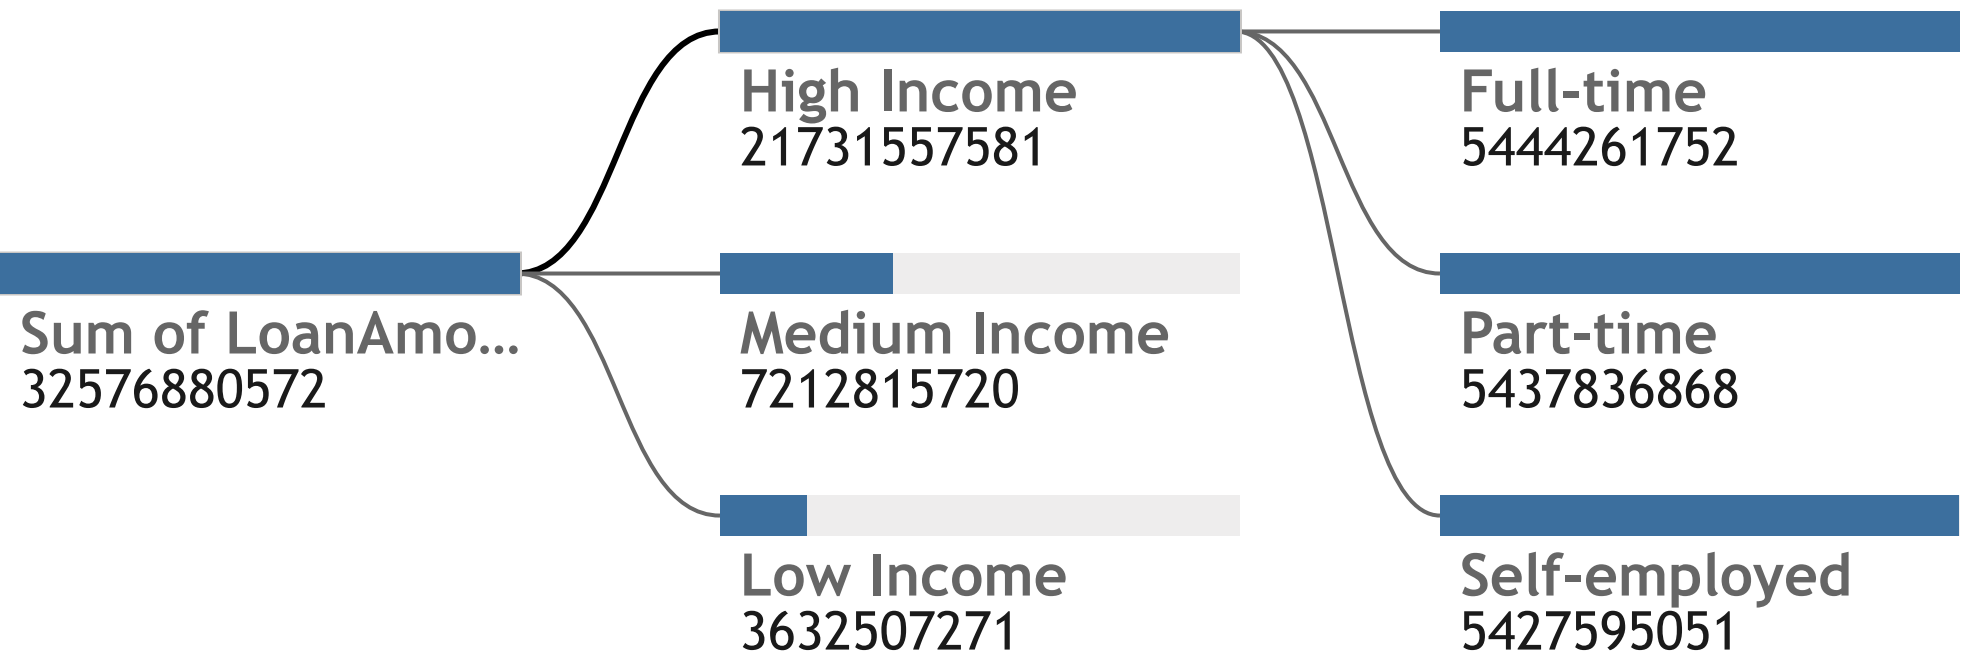 High Income
21731557581
Full-time
5444261752
Sum of LoanAmo...
32576880572
Medium Income
7212815720
Part-time
5437836868
Low Income
3632507271
Self-employed
5427595051